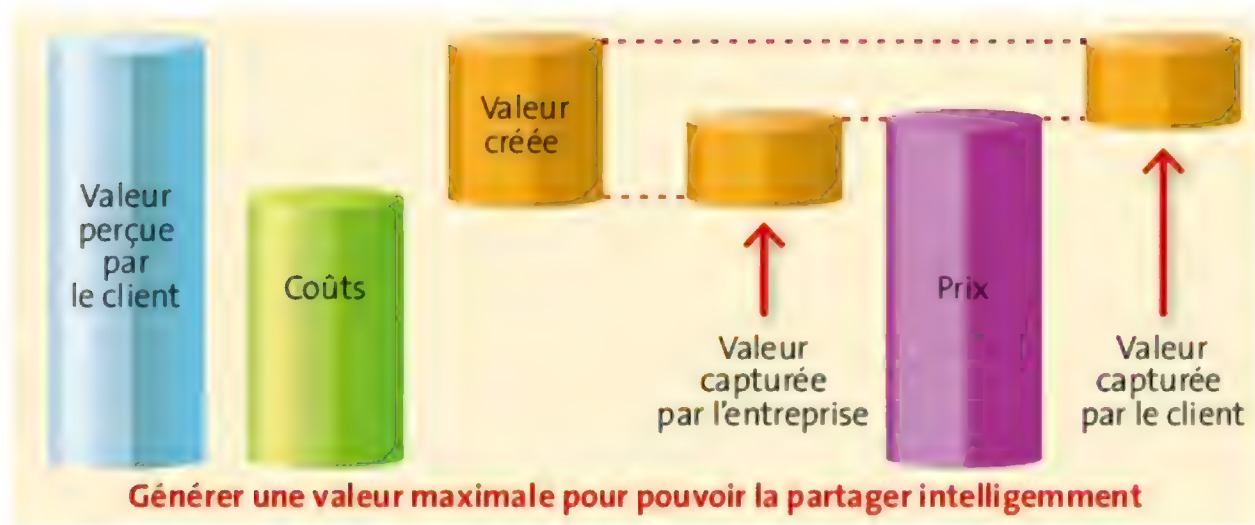 Valeur
perçue
par
le client
Coûts
Valeur
créée
Valeur
capturée
par l'entreprise
Prix
Valeur
capturée
par le client
Générer une valeur maximale pour pouvoir la partager intelligemment